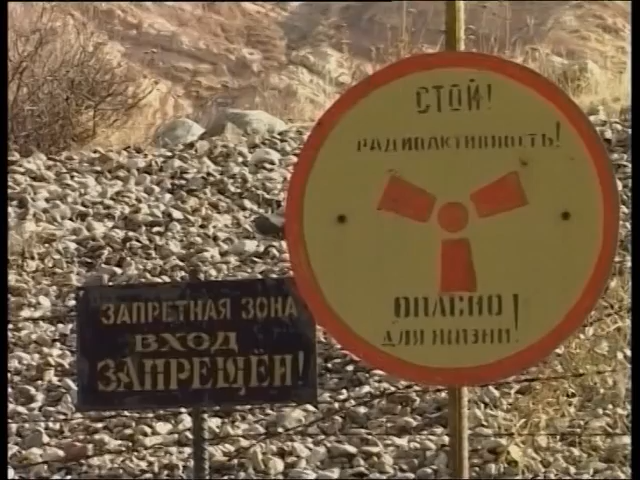 СТОЙ!
РАДИОАКТИВНОСТЬ!
ОПАСНО
ДЛЯ ЖИЗНИ!
ЗАПРЕТНАЯ ЗОНА
ВХОД
ЗАПРЕЩЁН!